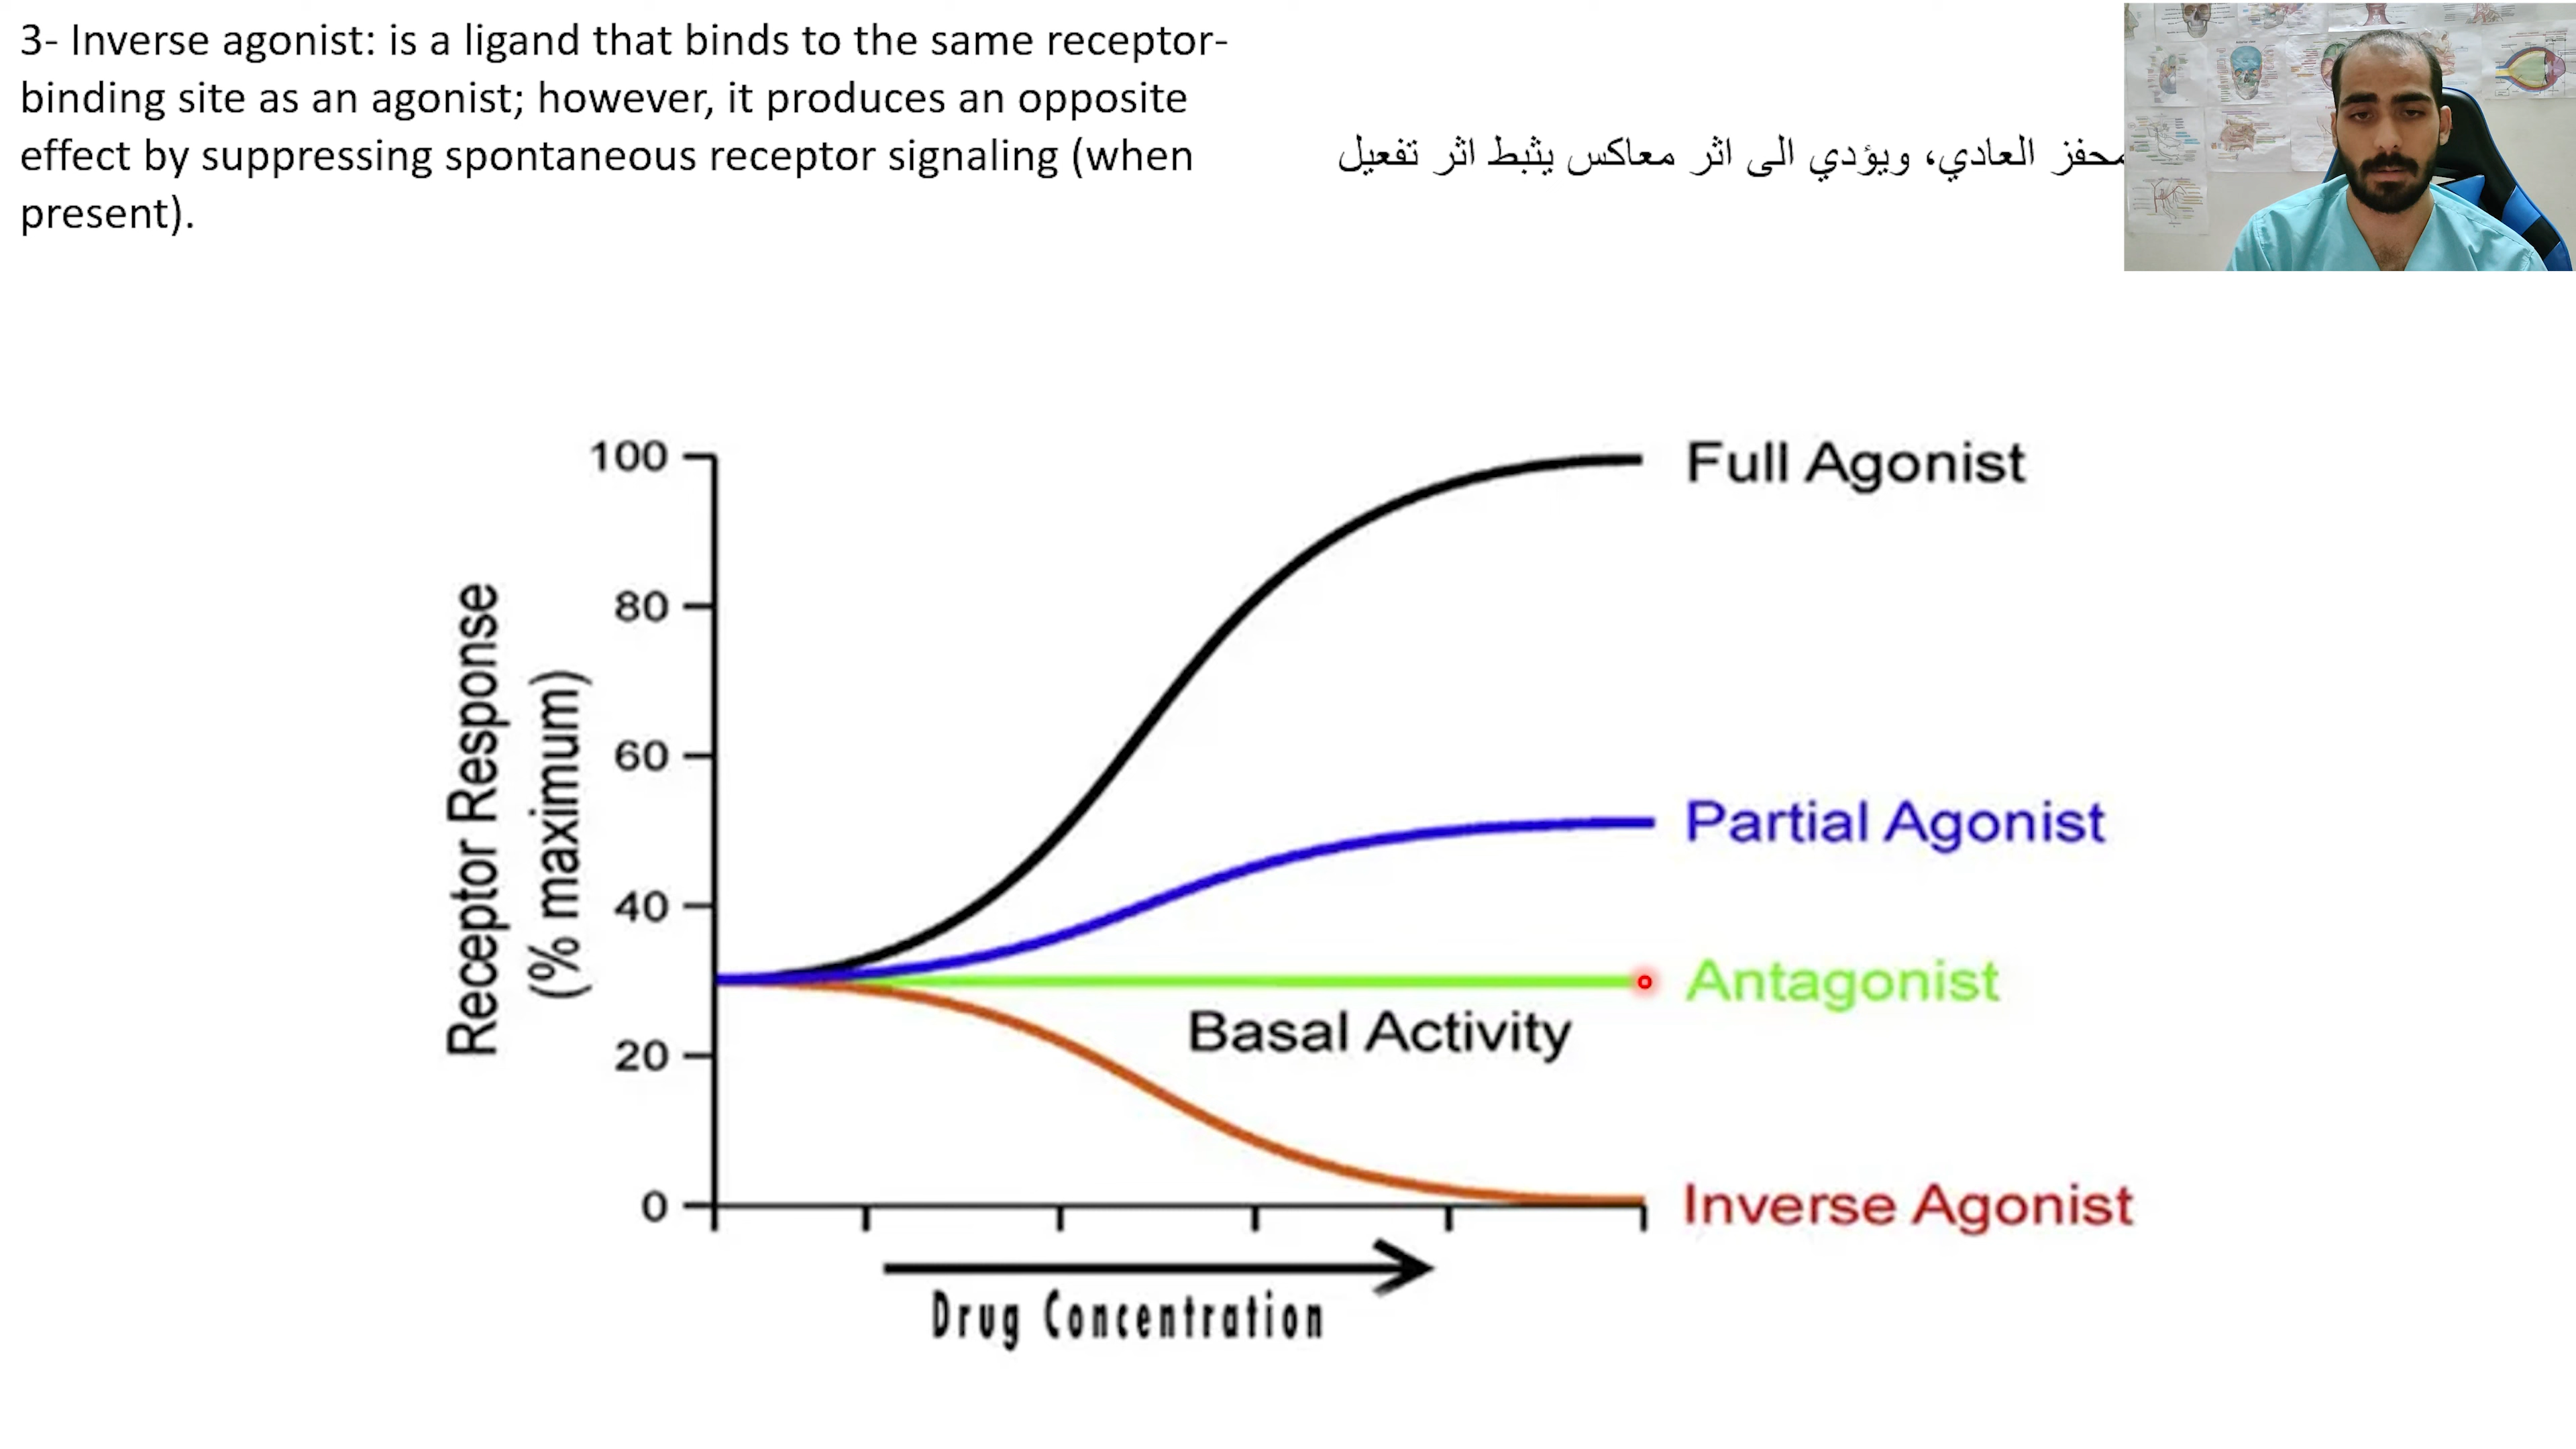 3- Inverse agonist: is a ligand that binds to the same receptor-
binding site as an agonist; however, it produces an opposite
effect by suppressing spontaneous receptor signaling (when
present).
محفز العادي، ويؤدي الى اثر معاكس يثبط اثر تفعيل
Receptor Response
(% maximum)
100
80
60
40
20
0
Full Agonist
Partial Agonist
Antagonist
Basal Activity
Inverse Agonist
Drug Concentration